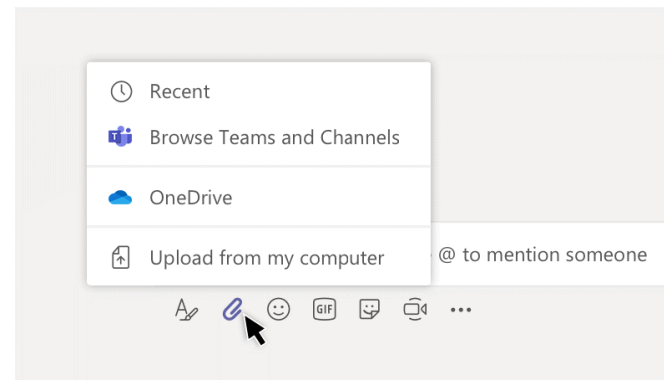 Recent
Browse Teams and Channels
OneDrive
Upload from my computer
@ to mention someone
GIF